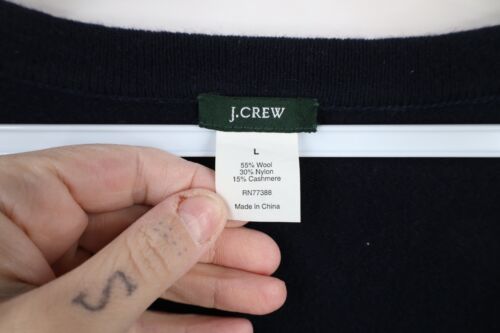 J.CREW
L
55% Wool
30% Nylon
15% Cashmere
RN77388
Made in China
S